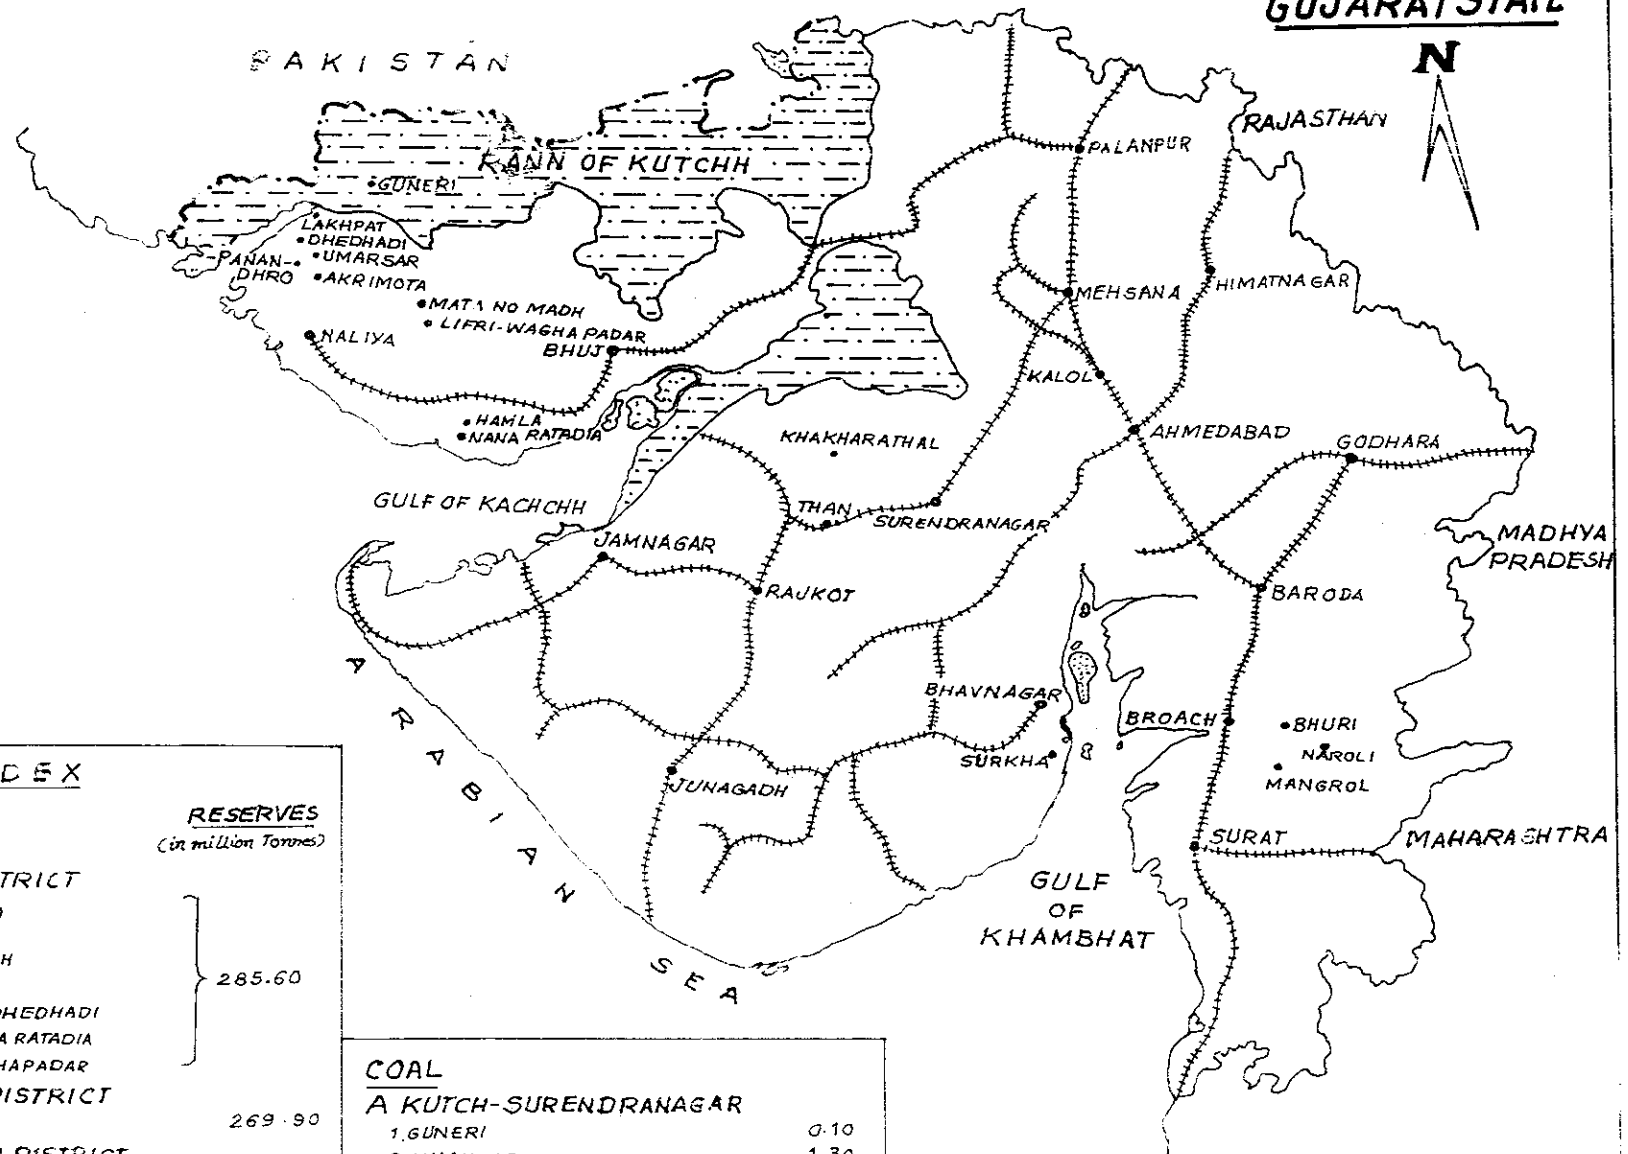 GUJARAT STATE
N
PAKISTAN
RAJASTHAN
PALANPUR
RANN OF KUTCHH
GUNERI
LAKHPAT
DHEDHADI
PANAN-
DHRO
UMARSAR
AKRIMOTA
MATA NO MADH
LIFRI-WAGHA PADAR
NALIYA
BHUJ
HAMLA
NANA RATADIA
MEHSANA
HIMATNAGAR
KALOL
AHMEDABAD
GODHARA
KHAKHARATHAL
GULF OF KACHCHH
THAN
SURENDRANAGAR
JAMNAGAR
RAJKOT
MADHYA
PRADESH
BARODA
BHAVNAGAR
BROACH
BHURI
SURKHA
NAROLI
MANGROL
JUNAGADH
SURAT
MAHARASHTRA
ARABIAN
SEA
GULF
OF
KHAMBHAT
DEX
RESERVES
(in million Tonnes)
TRICT
H
285.60
DHEDHADI
A RATADIA
HAPADAR
DISTRICT
269.90
DISTRICT
COAL
A KUTCH-SURENDRANAGAR
1.GUNERI 0.10
1.30